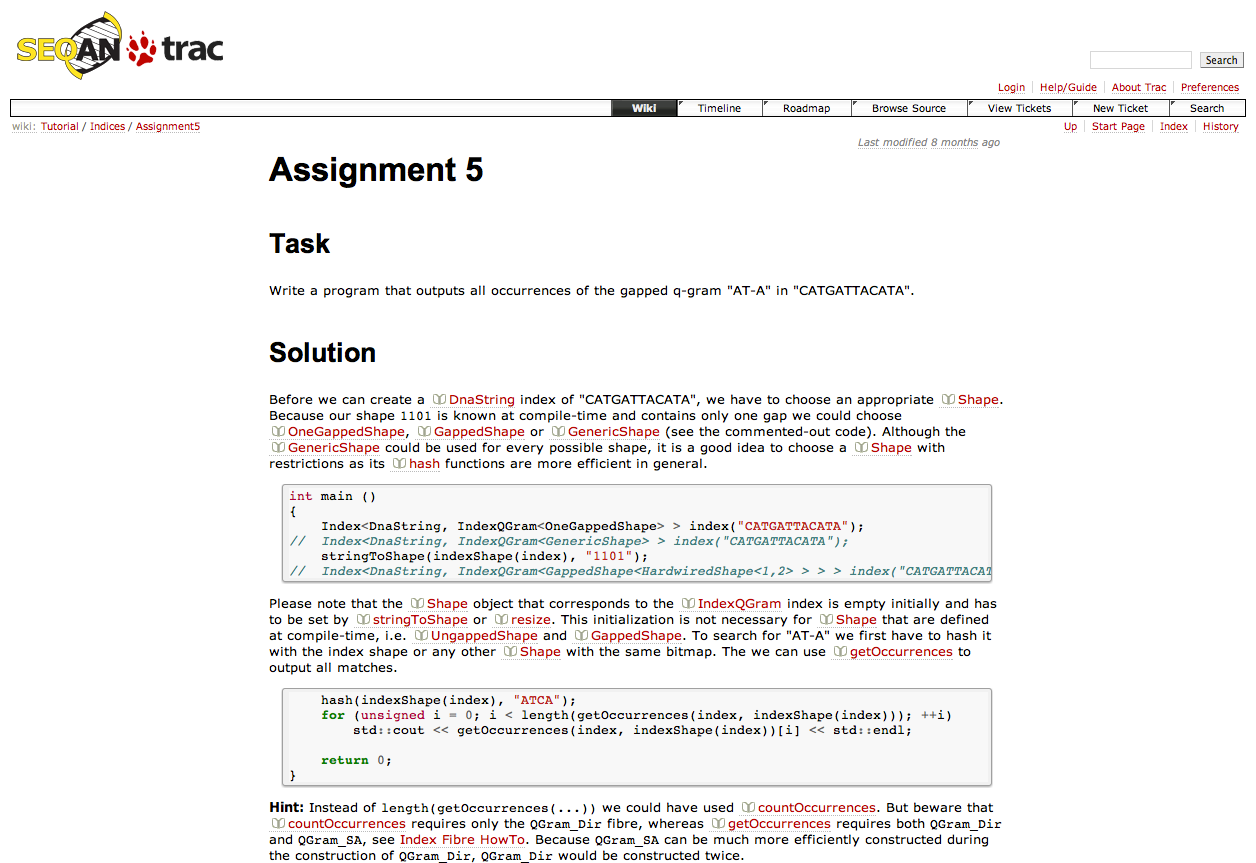 SEQAN trac
Search
Login Help/Guide About Trac Preferences
Wiki Timeline Roadmap Browse Source View Tickets New Ticket Search
wiki: Tutorial / Indices / Assignment5 Up Start Page Index History
Last modified 8 months ago
Assignment 5
Task
Write a program that outputs all occurrences of the gapped q-gram "AT-A" in "CATGATTACATA".
Solution
Before we can create a DnaString index of "CATGATTACATA", we have to choose an appropriate Shape.
Because our shape 1101 is known at compile-time and contains only one gap we could choose
OneGappedShape, GappedShape or GenericShape (see the commented-out code). Although the
GenericShape could be used for every possible shape, it is a good idea to choose a Shape with
restrictions as its hash functions are more efficient in general.
int main ()
{
    Index<DnaString, IndexQGram<OneGappedShape> > index("CATGATTACATA");
//  Index<DnaString, IndexQGram<GenericShape> > index("CATGATTACATA");
    stringToShape(indexShape(index), "1101");
//  Index<DnaString, IndexQGram<GappedShape<HardwiredShape<1,2> > > > index("CATGATTACAT
Please note that the Shape object that corresponds to the IndexQGram index is empty initially and has
to be set by stringToShape or resize. This initialization is not necessary for Shape that are defined
at compile-time, i.e. UngappedShape and GappedShape. To search for "AT-A" we first have to hash it
with the index shape or any other Shape with the same bitmap. The we can use getOccurrences to
output all matches.
    hash(indexShape(index), "ATCA");
    for (unsigned i = 0; i < length(getOccurrences(index, indexShape(index))); ++i)
        std::cout << getOccurrences(index, indexShape(index))[i] << std::endl;
    return 0;
}
Hint: Instead of length(getOccurrences(...)) we could have used countOccurrences. But beware that
countOccurrences requires only the QGram_Dir fibre, whereas getOccurrences requires both QGram_Dir
and QGram_SA, see Index Fibre HowTo. Because QGram_SA can be much more efficiently constructed during
the construction of QGram_Dir, QGram_Dir would be constructed twice.